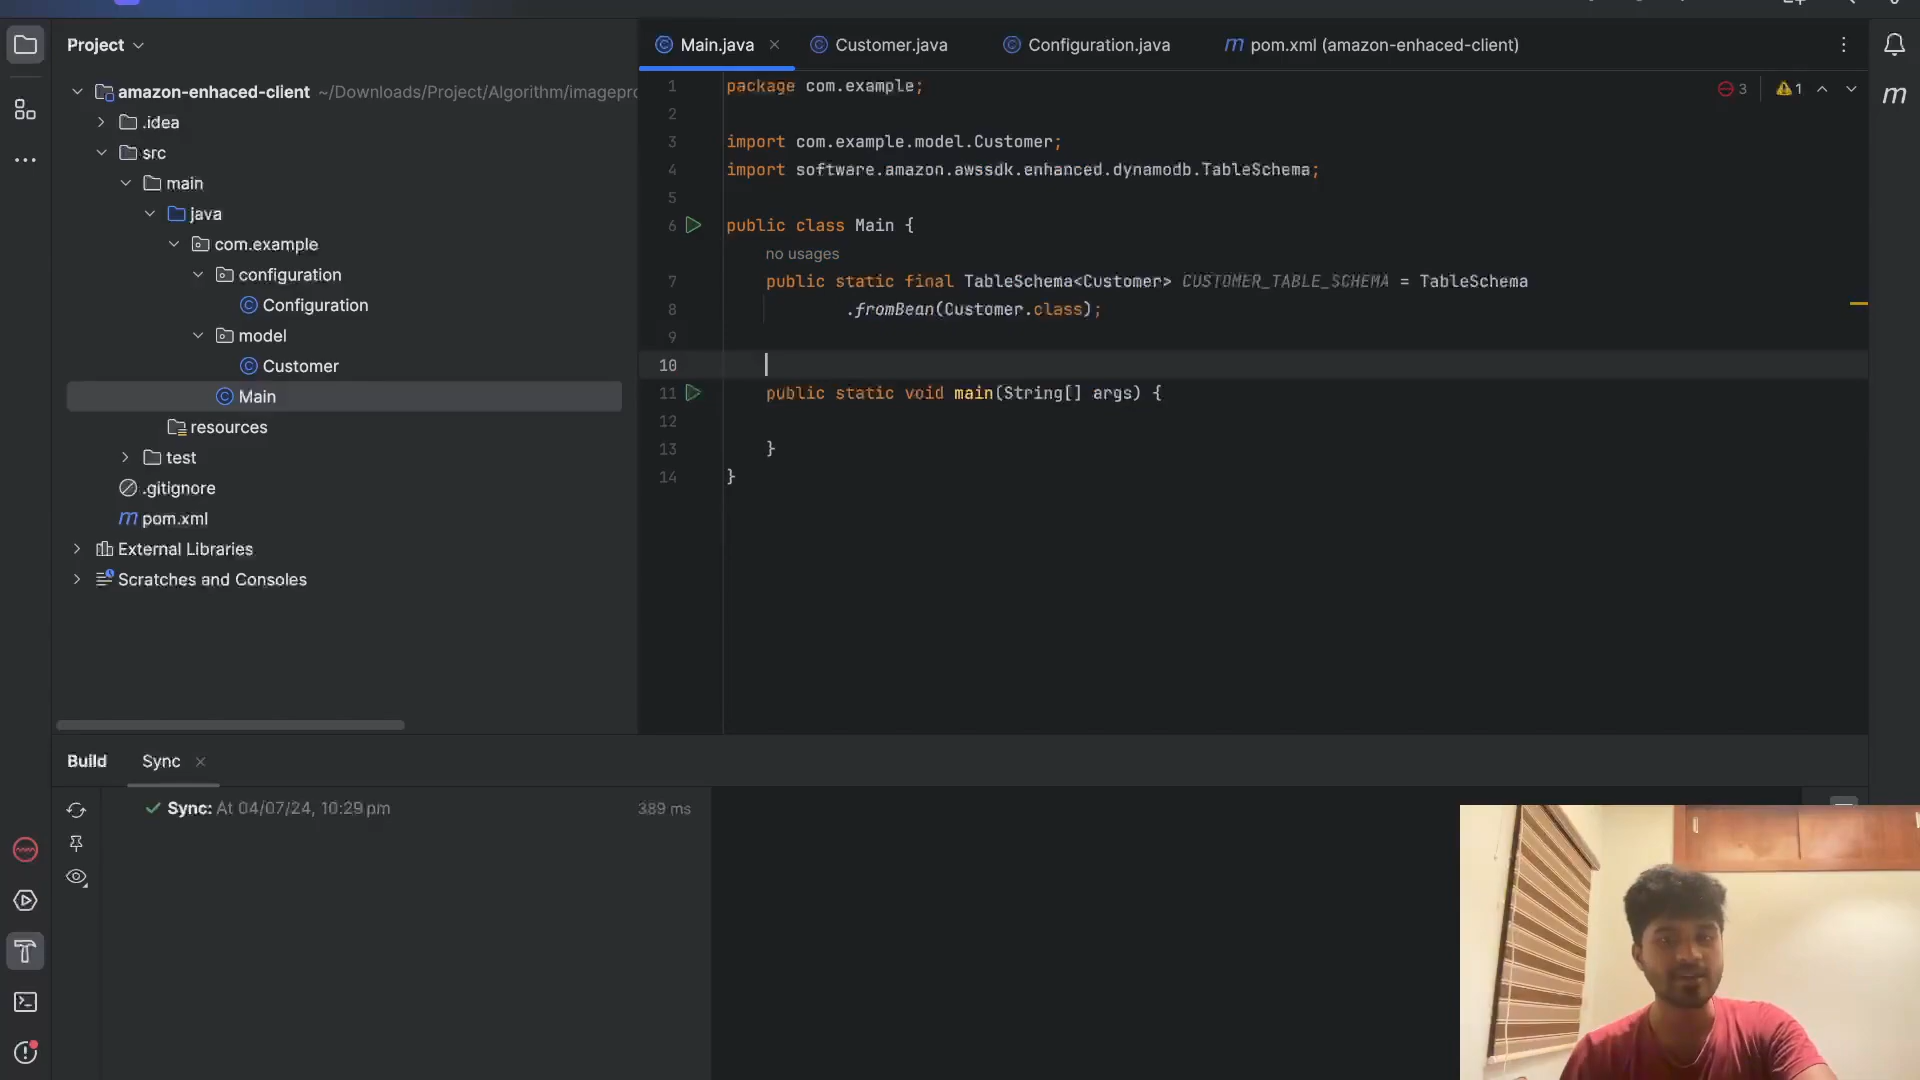 Project
amazon-enhaced-client ~/Downloads/Project/Algorithm/imagepro
.idea
src
main
java
com.example
configuration
Configuration
model
Customer
Main
resources
test
.gitignore
pom.xml
External Libraries
Scratches and Consoles
Main.java
Customer.java
Configuration.java
pom.xml (amazon-enhaced-client)
3
1
1 package com.example;
2
3 import com.example.model.Customer;
4 import software.amazon.awssdk.enhanced.dynamodb.TableSchema;
5
6 public class Main {
no usages
7 public static final TableSchema<Customer> CUSTOMER_TABLE_SCHEMA = TableSchema
8 .fromBean(Customer.class);
9
10
11 public static void main(String[] args) {
12
13 }
14 }
Build
Sync
Sync: At 04/07/24, 10:29 pm
389 ms